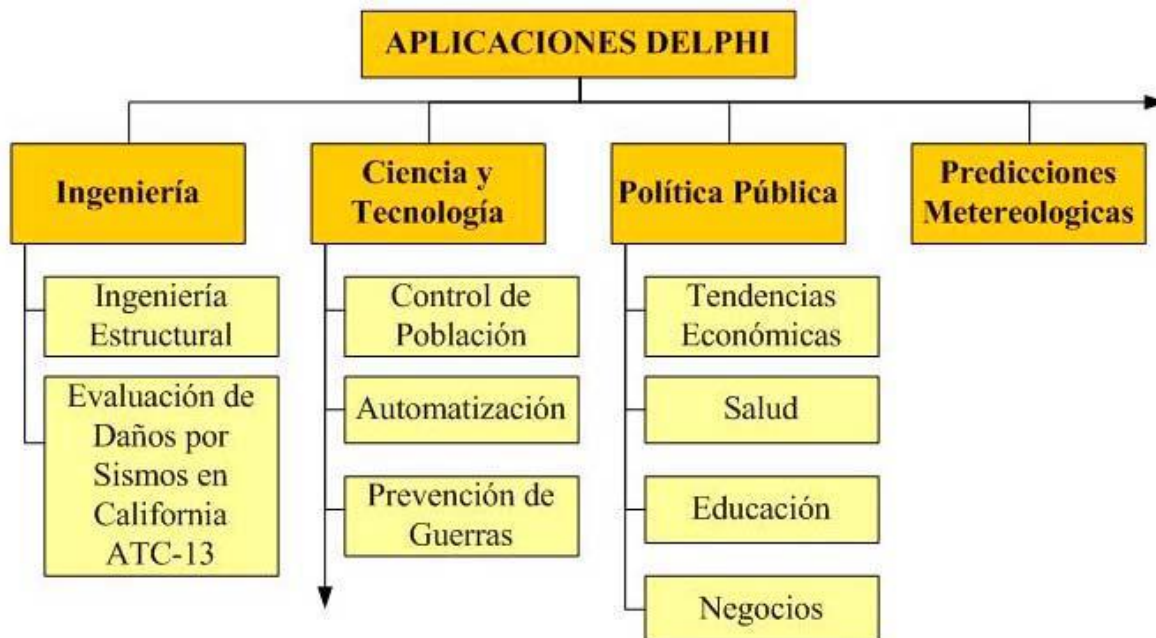 APLICACIONES DELPHI
Ingeniería
Ingeniería
Estructural
Evaluación de
Daños por
Sismos en
California
ATC-13
Ciencia y
Tecnología
Control de
Población
Automatización
Prevención de
Guerras
Política Pública
Tendencias
Económicas
Salud
Educación
Negocios
Predicciones
Metereologicas